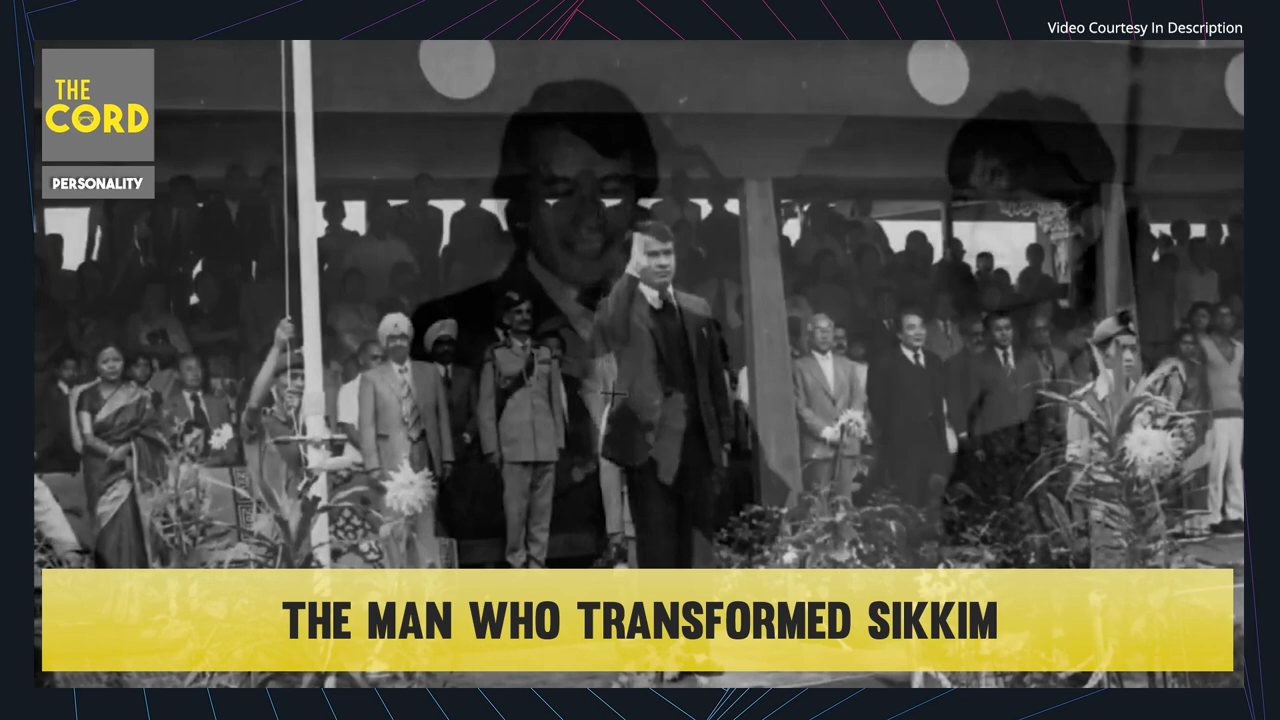 Video Courtesy In Description
THE
CORD
PERSONALITY
THE MAN WHO TRANSFORMED SIKKIM